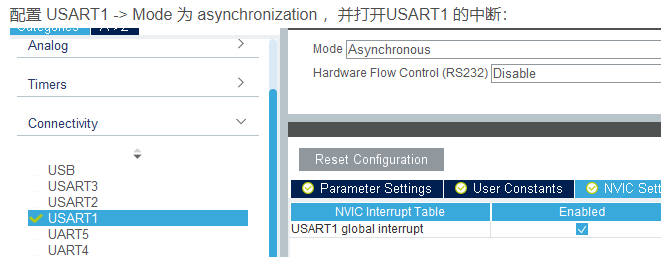 配置 USART1 -> Mode 为 asynchronization ，并打开USART1 的中断：
Categories A->Z
Analog
Timers
Connectivity
USB
USART3
USART2
USART1
UART5
UART4
Mode Asynchronous
Hardware Flow Control (RS232) Disable
Reset Configuration
Parameter Settings User Constants NVIC Sett
NVIC Interrupt Table Enabled
USART1 global interrupt